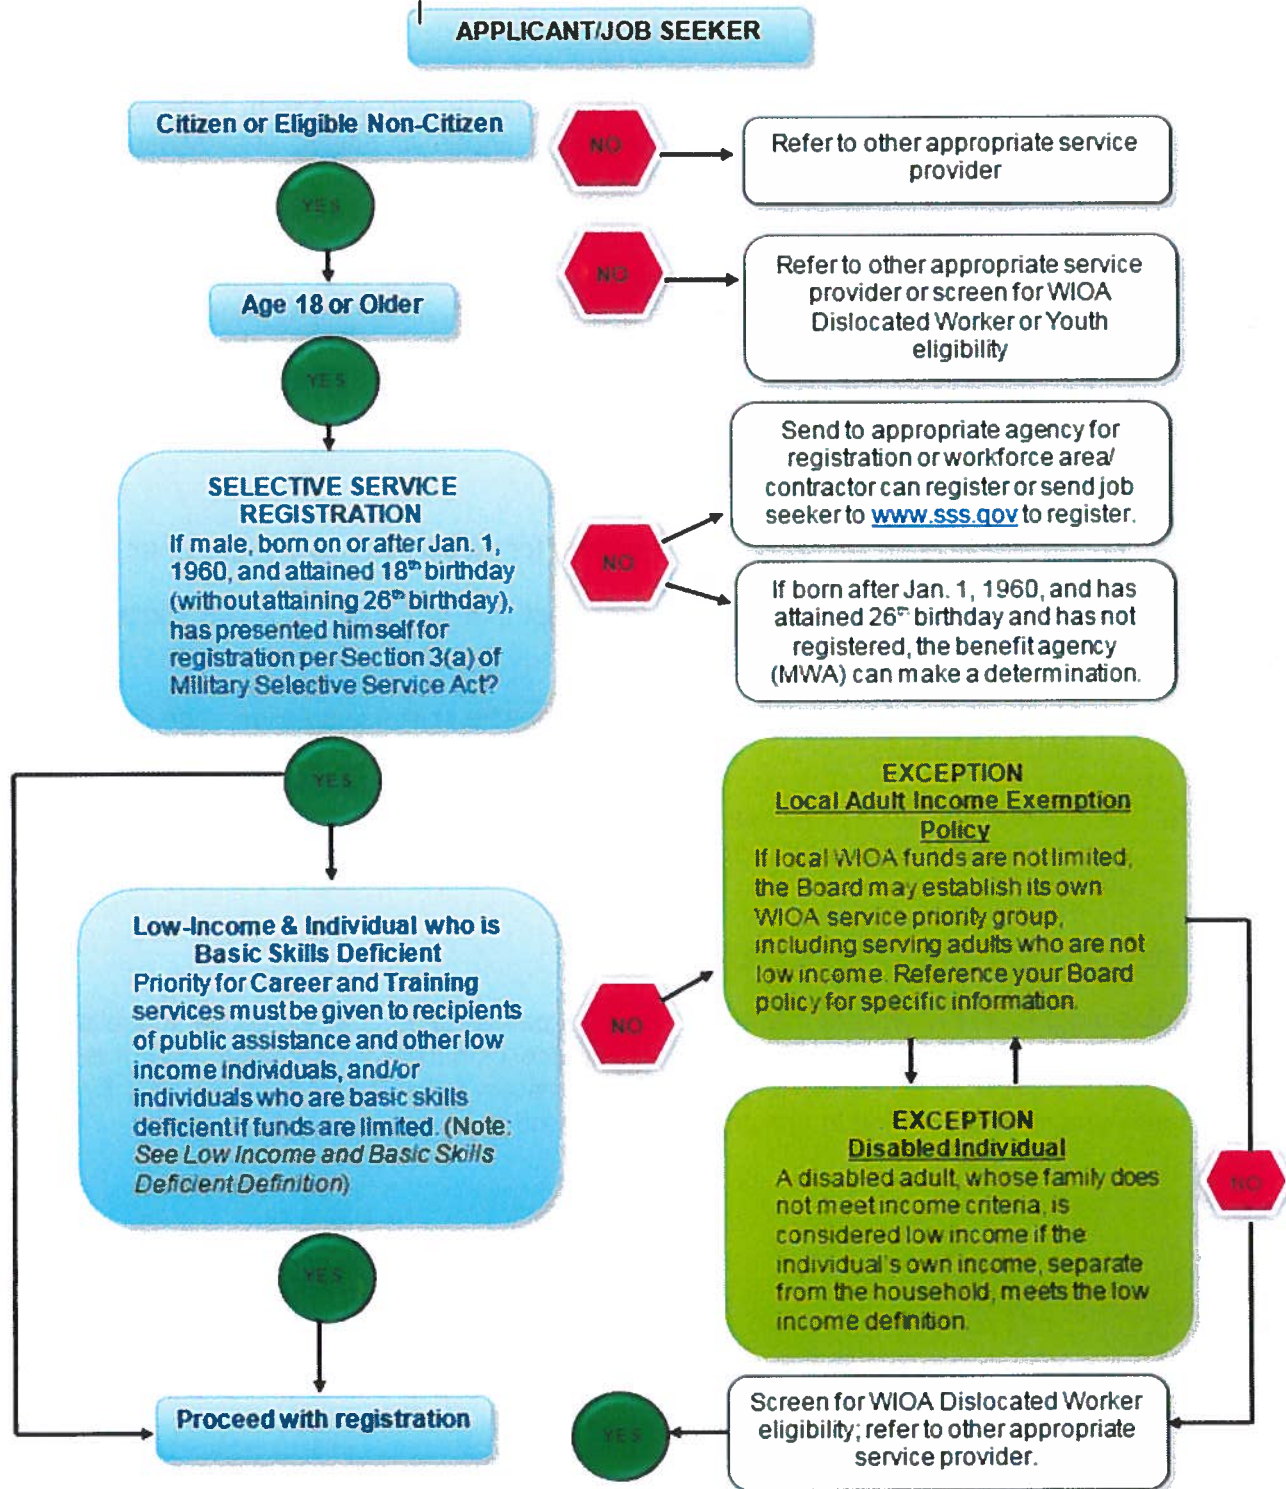 APPLICANT/JOB SEEKER
Citizen or Eligible Non-Citizen
NO
Refer to other appropriate service
provider
YES
NO
Refer to other appropriate service
provider or screen for WIOA
Dislocated Worker or Youth
eligibility
Age 18 or Older
YES
SELECTIVE SERVICE
REGISTRATION
If male, born on or after Jan. 1,
1960, and attained 18th birthday
(without attaining 26th birthday),
has presented himself for
registration per Section 3(a) of
Military Selective Service Act?
NO
Send to appropriate agency for
registration or workforce area/
contractor can register or send job
seeker to www.sss.gov to register.
If born after Jan. 1, 1960, and has
attained 26th birthday and has not
registered, the benefit agency
(MWA) can make a determination.
YES
Low-Income & Individual who is
Basic Skills Deficient
Priority for Career and Training
services must be given to recipients
of public assistance and other low
income individuals, and/or
individuals who are basic skills
deficient if funds are limited. (Note:
See Low Income and Basic Skills
Deficient Definition)
NO
EXCEPTION
Local Adult Income Exemption
Policy
If local WIOA funds are not limited,
the Board may establish its own
WIOA service priority group,
including serving adults who are not
low income. Reference your Board
policy for specific information.
EXCEPTION
Disabled Individual
A disabled adult, whose family does
not meet income criteria, is
considered low income if the
individual's own income, separate
from the household, meets the low
income definition.
NO
YES
Proceed with registration
YES
Screen for WIOA Dislocated Worker
eligibility; refer to other appropriate
service provider.